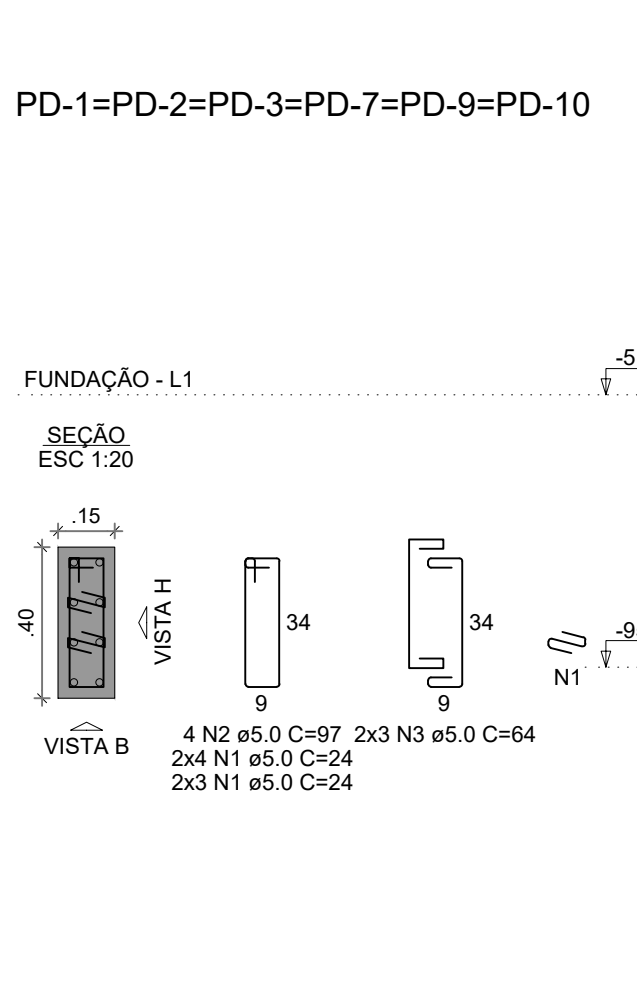 PD-1=PD-2=PD-3=PD-7=PD-9=PD-10
FUNDAÇÃO - L1
-5
SEÇÃO
ESC 1:20
.15
.40
VISTA H
VISTA B
34
9
34
9
N1
4 N2 ø5.0 C=97
2x3 N3 ø5.0 C=64
2x4 N1 ø5.0 C=24
2x3 N1 ø5.0 C=24